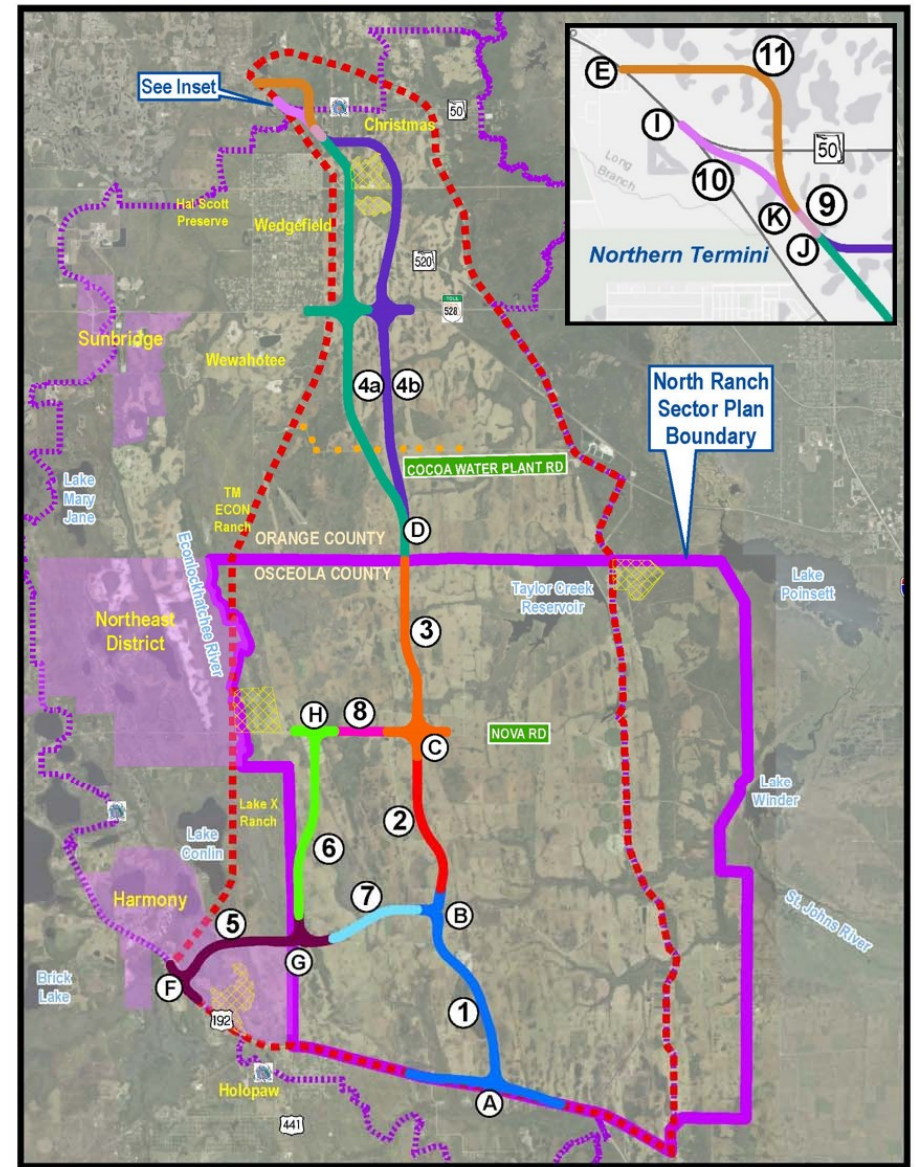 See Inset
50
Christmas
Hal Scott
Preserve
Wedgefield
520
TOLL
528
Sunbridge
Wewahotee
4a
4b
COCOA WATER PLANT RD
Lake
Mary
Jane
TM
ECON
Ranch
D
ORANGE COUNTY
OSCEOLA COUNTY
Econlockhatchee River
Taylor Creek
Reservoir
Lake
Poinsett
Northeast
District
3
H
8
C
NOVA RD
Lake X
Ranch
2
Lake
Winder
Lake
Conlin
6
Harmony
7
B
5
G
St. Johns River
F
Brick
Lake
192
1
A
Holopaw
441
North Ranch
Sector Plan
Boundary
E
11
I
50
Long
Branch
10
K
9
J
Northern Termini